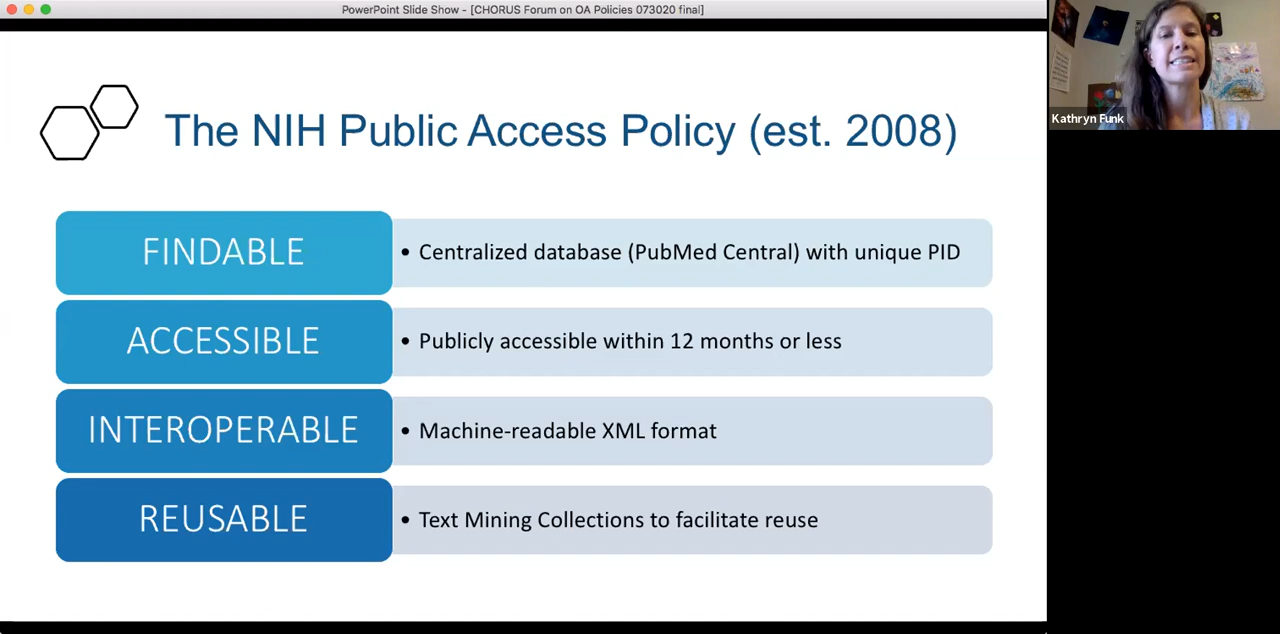 PowerPoint Slide Show - [CHORUS Forum on OA Policies 073020 final]
The NIH Public Access Policy (est. 2008)
FINDABLE
• Centralized database (PubMed Central) with unique PID
ACCESSIBLE
• Publicly accessible within 12 months or less
INTEROPERABLE
• Machine-readable XML format
REUSABLE
• Text Mining Collections to facilitate reuse
Kathryn Funk